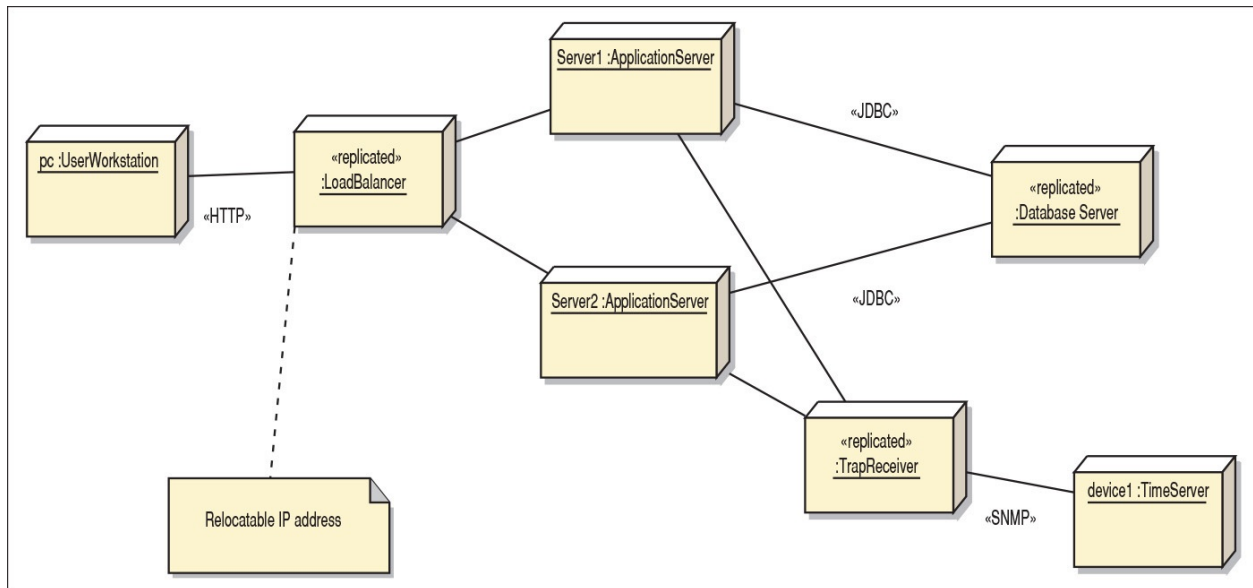 Server1 :ApplicationServer
«JDBC»
pc :UserWorkstation
«replicated»
:LoadBalancer
«HTTP»
«replicated»
:Database Server
Server2 :ApplicationServer
«JDBC»
«replicated»
:TrapReceiver
device1 :TimeServer
«SNMP»
Relocatable IP address